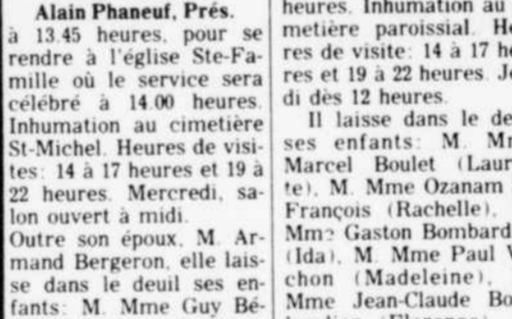 Alain Phaneuf, Prés.
à 13.45 heures, pour se
rendre à l'église Ste-Fa-
mille où le service sera
célébré à 14.00 heures.
Inhumation au cimetière
St-Michel. Heures de visi-
tes: 14 à 17 heures et 19 à
22 heures. Mercredi, sa-
lon ouvert à midi.
Outre son époux, M. Ar-
mand Bergeron, elle lais-
se dans le deuil ses en-
fants: M. Mme Guy Bé-
heures. Inhumation au
metière paroissial.
res de visite: 14 à 17
res et 19 à 22 heures.
di dès 12 heures.
Il laisse dans le
ses enfants: M.
Marcel Boulet
te), M. Mme Ozanam
François (Rachelle),
Mme Gaston Bombard
(Ida), M. Mme Paul
chon (Madeleine),
Mme Jean-Claude